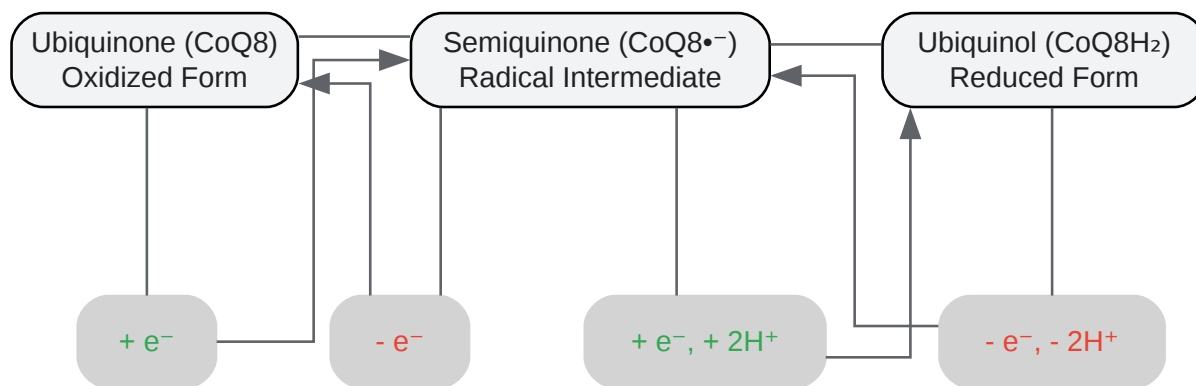 Ubiquinone (CoQ8)
Oxidized Form
Semiquinone (CoQ8•⁻)
Radical Intermediate
Ubiquinol (CoQ8H₂)
Reduced Form
+ e⁻
- e⁻
+ e⁻, + 2H⁺
- e⁻, - 2H⁺